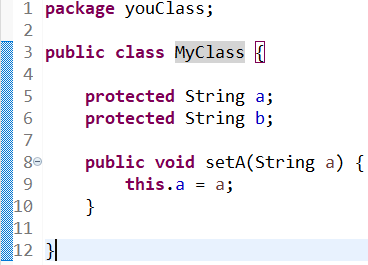 1 package youClass;
2
3 public class MyClass {
4
5     protected String a;
6     protected String b;
7
8     public void setA(String a) {
9         this.a = a;
10     }
11
12 }